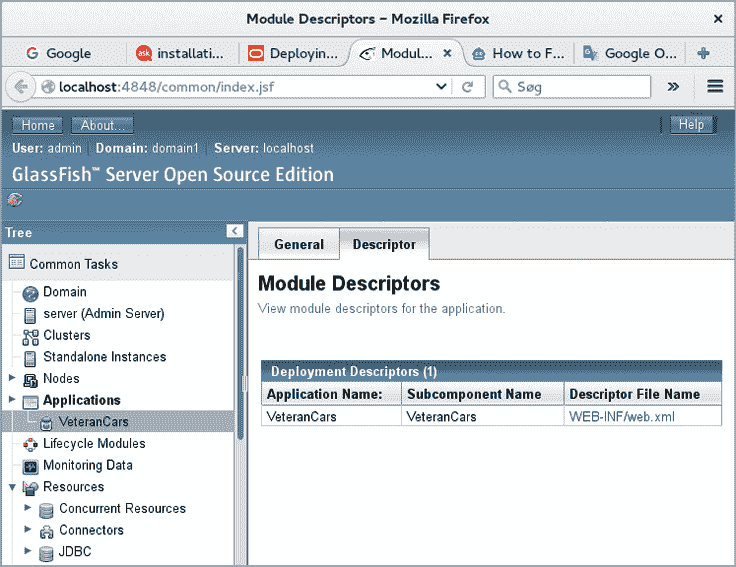 Module Descriptors – Mozilla Firefox
Google
ask installati...
Deployin...
Modul...
How to F...
Google O...
localhost:4848/common/index.jsf
Søg
Home
About...
Help
User: admin
Domain: domain1
Server: localhost
GlassFish™ Server Open Source Edition
Tree
Common Tasks
Domain
server (Admin Server)
Clusters
Standalone Instances
Nodes
Applications
VeteranCars
Lifecycle Modules
Monitoring Data
Resources
Concurrent Resources
Connectors
JDBC
General
Descriptor
Module Descriptors
View module descriptors for the application.
Deployment Descriptors (1)
Application Name:
Subcomponent Name
Descriptor File Name
VeteranCars
VeteranCars
WEB-INF/web.xml